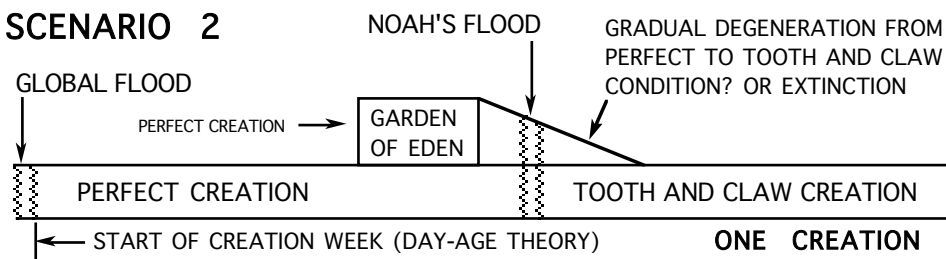 SCENARIO 2
NOAH'S FLOOD
GRADUAL DEGENERATION FROM
PERFECT TO TOOTH AND CLAW
CONDITION? OR EXTINCTION
GLOBAL FLOOD
PERFECT CREATION
GARDEN
OF EDEN
PERFECT CREATION
TOOTH AND CLAW CREATION
START OF CREATION WEEK (DAY-AGE THEORY)
ONE CREATION